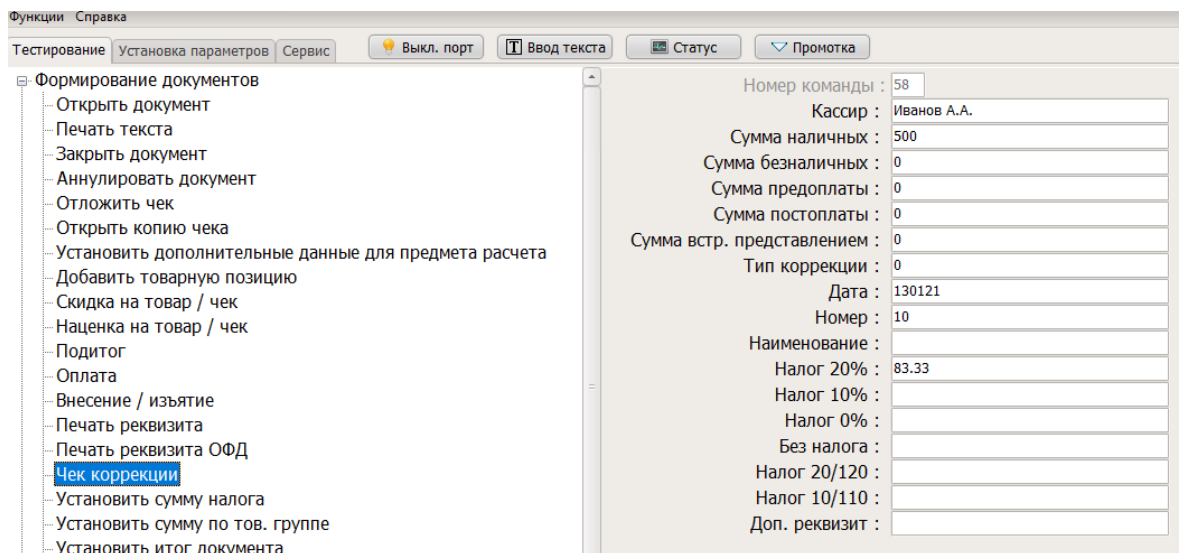 Функции Справка
Тестирование Установка параметров Сервис Выкл. порт Ввод текста Статус Промотка
Формирование документов
Открыть документ
Печать текста
Закрыть документ
Аннулировать документ
Отложить чек
Открыть копию чека
Установить дополнительные данные для предмета расчета
Добавить товарную позицию
Скидка на товар / чек
Наценка на товар / чек
Подитог
Оплата
Внесение / изъятие
Печать реквизита
Печать реквизита ОФД
Чек коррекции
Установить сумму налога
Установить сумму по тов. группе
Установить итог документа
Номер команды : 58
Кассир : Иванов А.А.
Сумма наличных : 500
Сумма безналичных : 0
Сумма предоплаты : 0
Сумма постоплаты : 0
Сумма встр. представлением : 0
Тип коррекции : 0
Дата : 130121
Номер : 10
Наименование :
Налог 20% : 83.33
Налог 10% :
Налог 0% :
Без налога :
Налог 20/120 :
Налог 10/110 :
Доп. реквизит :